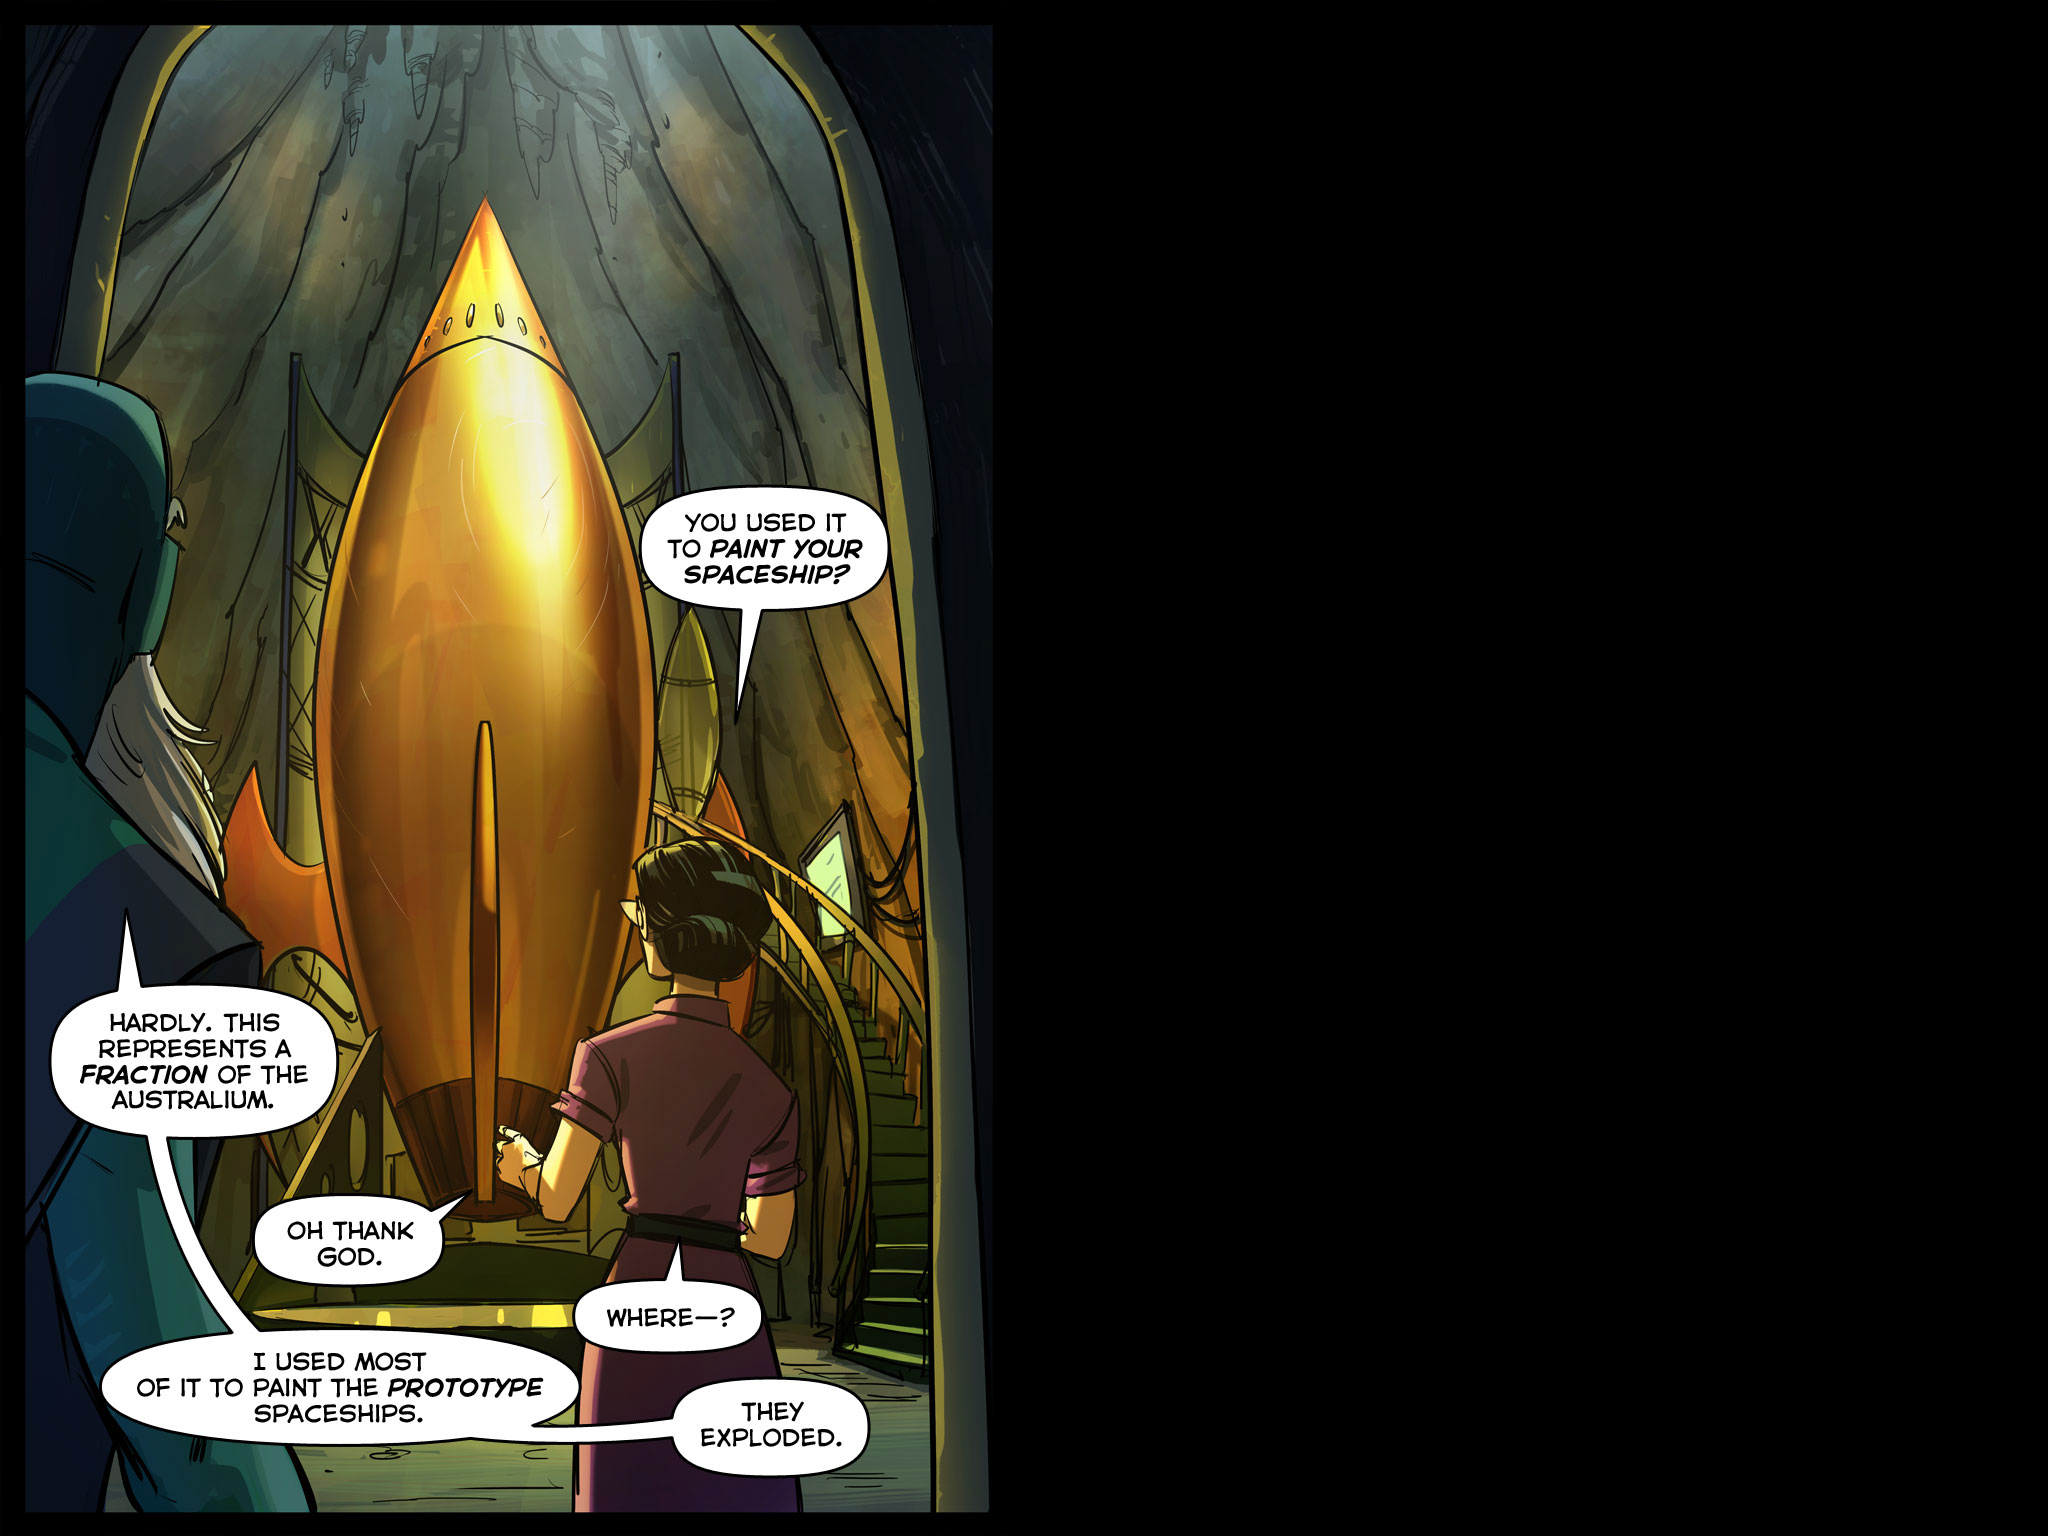 YOU USED IT
TO PAINT YOUR
SPACESHIP?
HARDLY. THIS
REPRESENTS A
FRACTION OF THE
AUSTRALIUM.
OH THANK
GOD.
WHERE—?
I USED MOST
OF IT TO PAINT THE PROTOTYPE
SPACESHIPS.
THEY
EXPLODED.